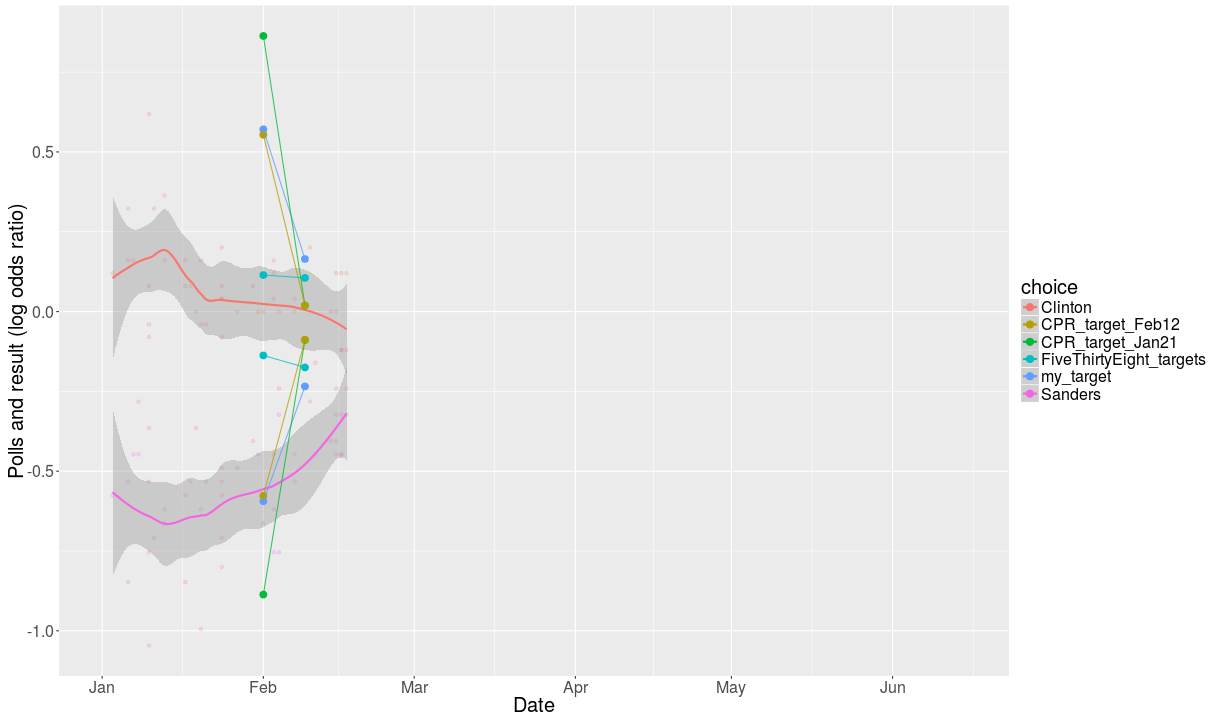 Polls and result (log odds ratio)
0.5
0.0
-0.5
-1.0
Jan
Feb
Mar
Apr
May
Jun
Date
choice
Clinton
CPR_target_Feb12
CPR_target_Jan21
FiveThirtyEight_targets
my_target
Sanders